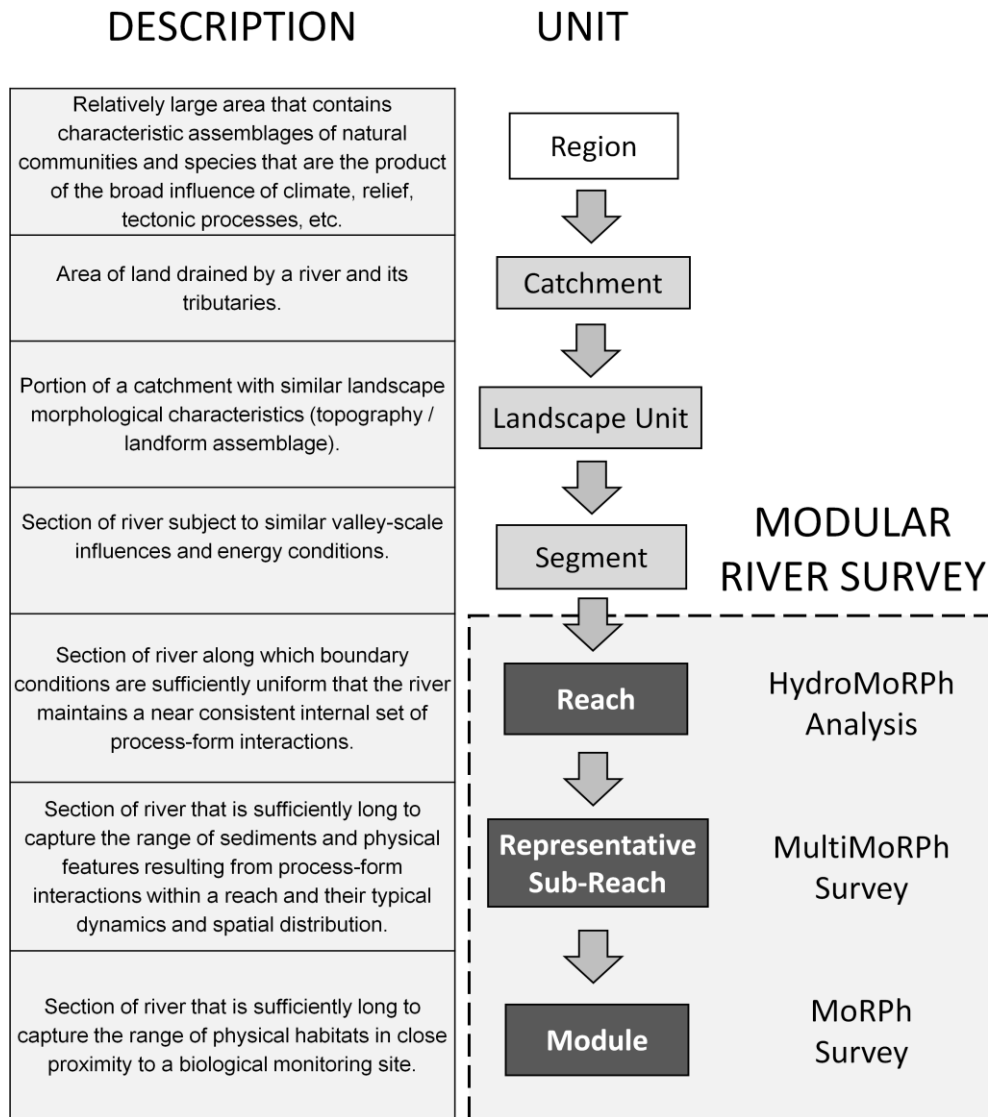 DESCRIPTION
UNIT
Relatively large area that contains
characteristic assemblages of natural
communities and species that are the product
of the broad influence of climate, relief,
tectonic processes, etc.
Region
Area of land drained by a river and its
tributaries.
Catchment
Portion of a catchment with similar landscape
morphological characteristics (topography /
landform assemblage).
Landscape Unit
Section of river subject to similar valley-scale
influences and energy conditions.
Segment
MODULAR
RIVER SURVEY
Section of river along which boundary
conditions are sufficiently uniform that the river
maintains a near consistent internal set of
process-form interactions.
Reach
HydroMoRPh
Analysis
Section of river that is sufficiently long to
capture the range of sediments and physical
features resulting from process-form
interactions within a reach and their typical
dynamics and spatial distribution.
Representative
Sub-Reach
MultiMoRPh
Survey
Section of river that is sufficiently long to
capture the range of physical habitats in close
proximity to a biological monitoring site.
Module
MoRPh
Survey